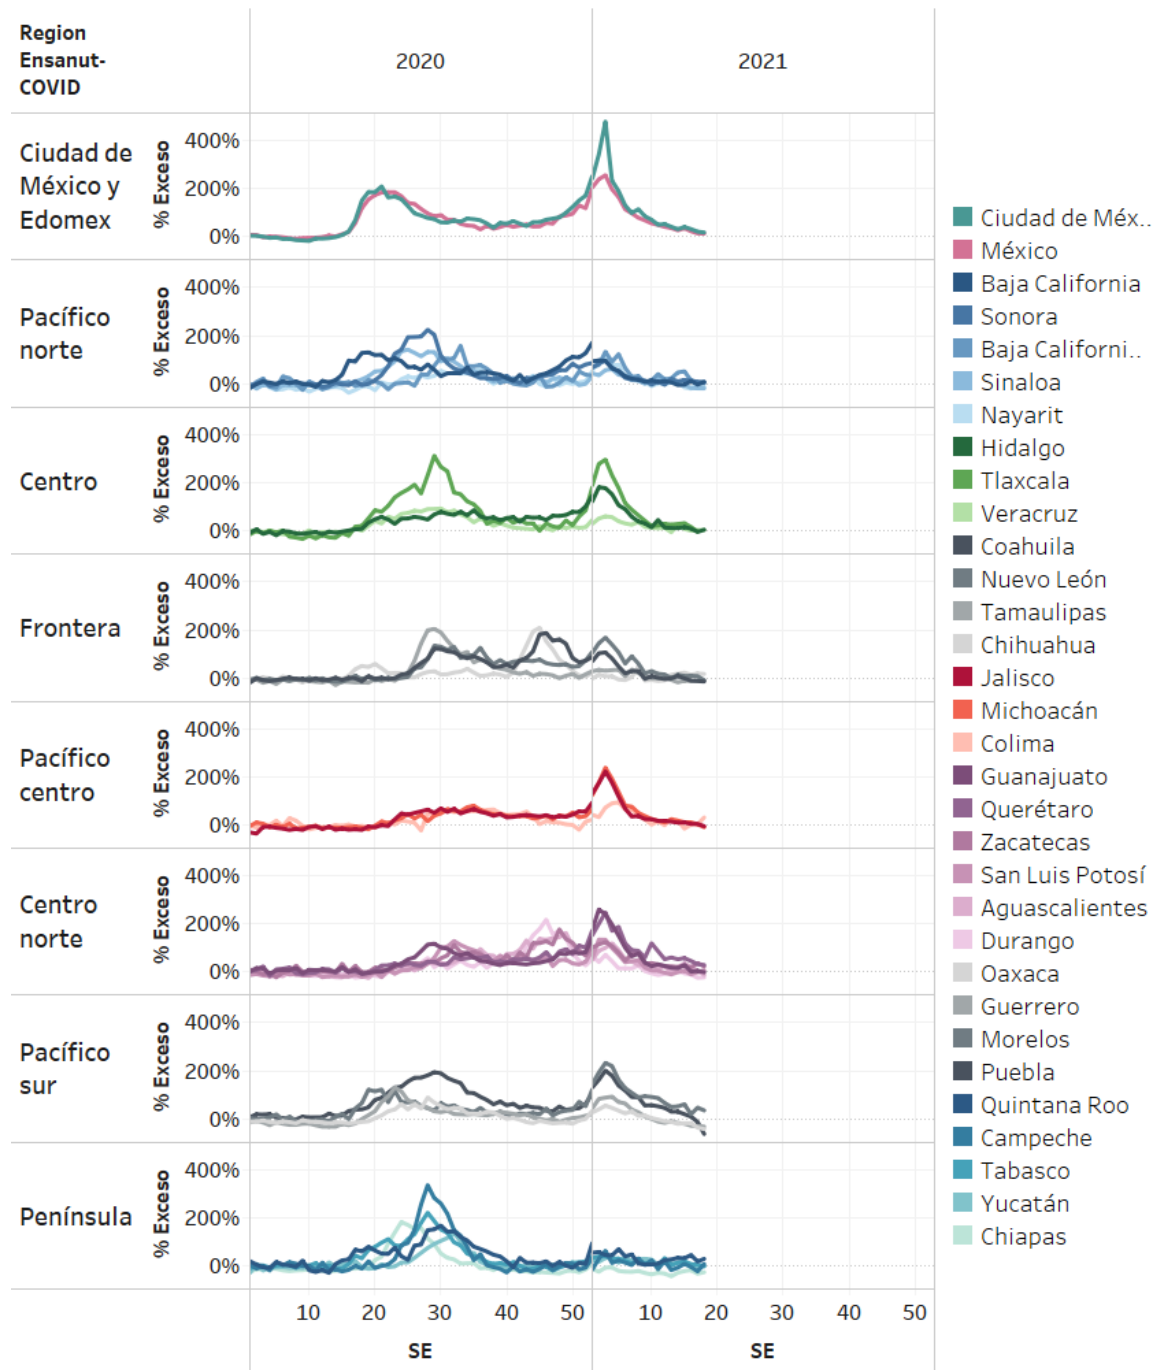 Region
Ensanut-
COVID
2020
2021
Ciudad de
México y
Edomex
% Exceso
400%
200%
0%
Pacífico
norte
% Exceso
400%
200%
0%
Centro
% Exceso
400%
200%
0%
Frontera
% Exceso
400%
200%
0%
Pacífico
centro
% Exceso
400%
200%
0%
Centro
norte
% Exceso
400%
200%
0%
Pacífico
sur
% Exceso
400%
200%
0%
Península
% Exceso
400%
200%
0%
10 20 30 40 50 10 20 30 40 50
SE SE
Ciudad de Méx..
México
Baja California
Sonora
Baja Californi..
Sinaloa
Nayarit
Hidalgo
Tlaxcala
Veracruz
Coahuila
Nuevo León
Tamaulipas
Chihuahua
Jalisco
Michoacán
Colima
Guanajuato
Querétaro
Zacatecas
San Luis Potosí
Aguascalientes
Durango
Oaxaca
Guerrero
Morelos
Puebla
Quintana Roo
Campeche
Tabasco
Yucatán
Chiapas